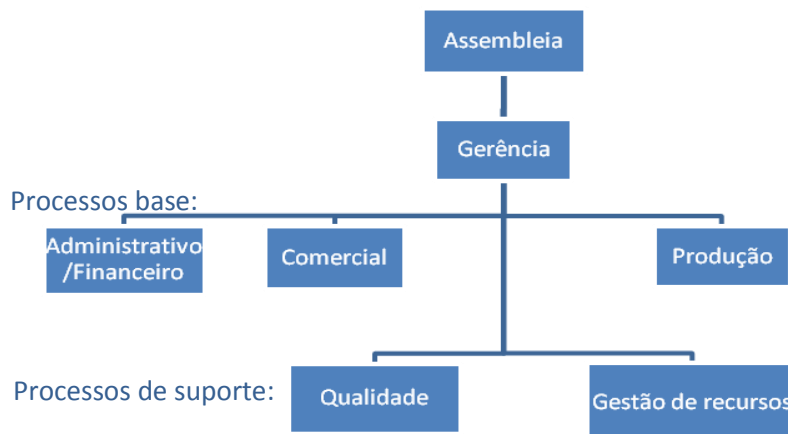 Assembleia
Gerência
Processos base:
Administrativo
/Financeiro
Comercial
Produção
Processos de suporte:
Qualidade
Gestão de recursos